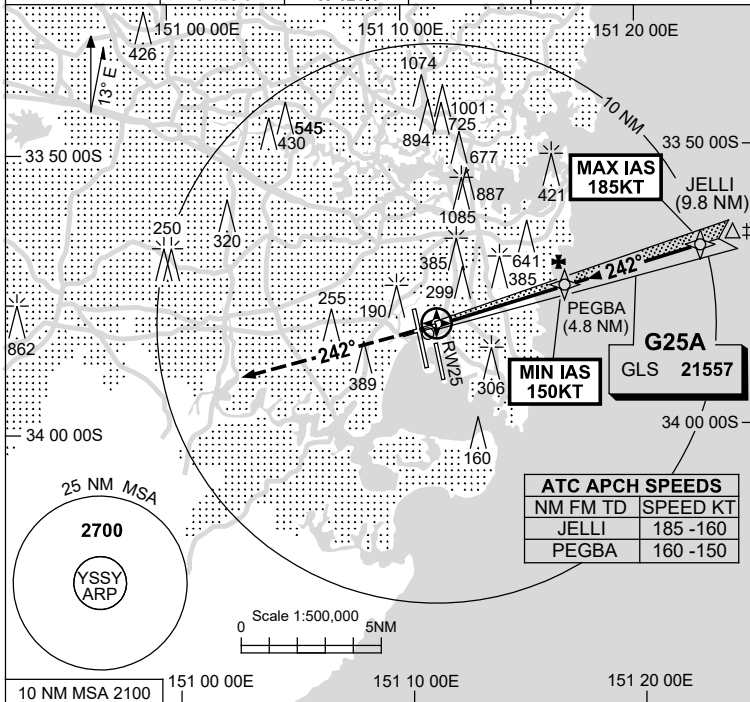 151 00 00E
151 10 00E
151 20 00E
426
13° E
1074
1001
545
430
894
725
677
10 NM
33 50 00S
33 50 00S
MAX IAS
185KT
JELLI
(9.8 NM)
421
887
1085
320
250
641
385
385
299
242°
255
190
PEGBA
(4.8 NM)
862
242°
389
RW25
306
MIN IAS
150KT
G25A
GLS 21557
34 00 00S
34 00 00S
160
25 NM MSA
2700
YSSY
ARP
ATC APCH SPEEDS
NM FM TD SPEED KT
JELLI 185 -160
PEGBA 160 -150
Scale 1:500,000
0 5NM
10 NM MSA 2100
151 00 00E
151 10 00E
151 20 00E